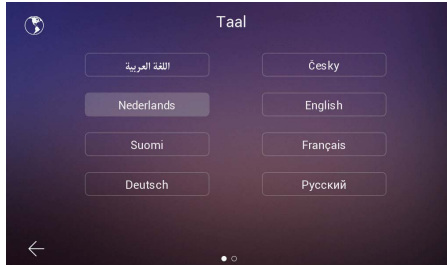 Taal
اللغة العربية
Česky
Nederlands
English
Suomi
Français
Deutsch
Русский